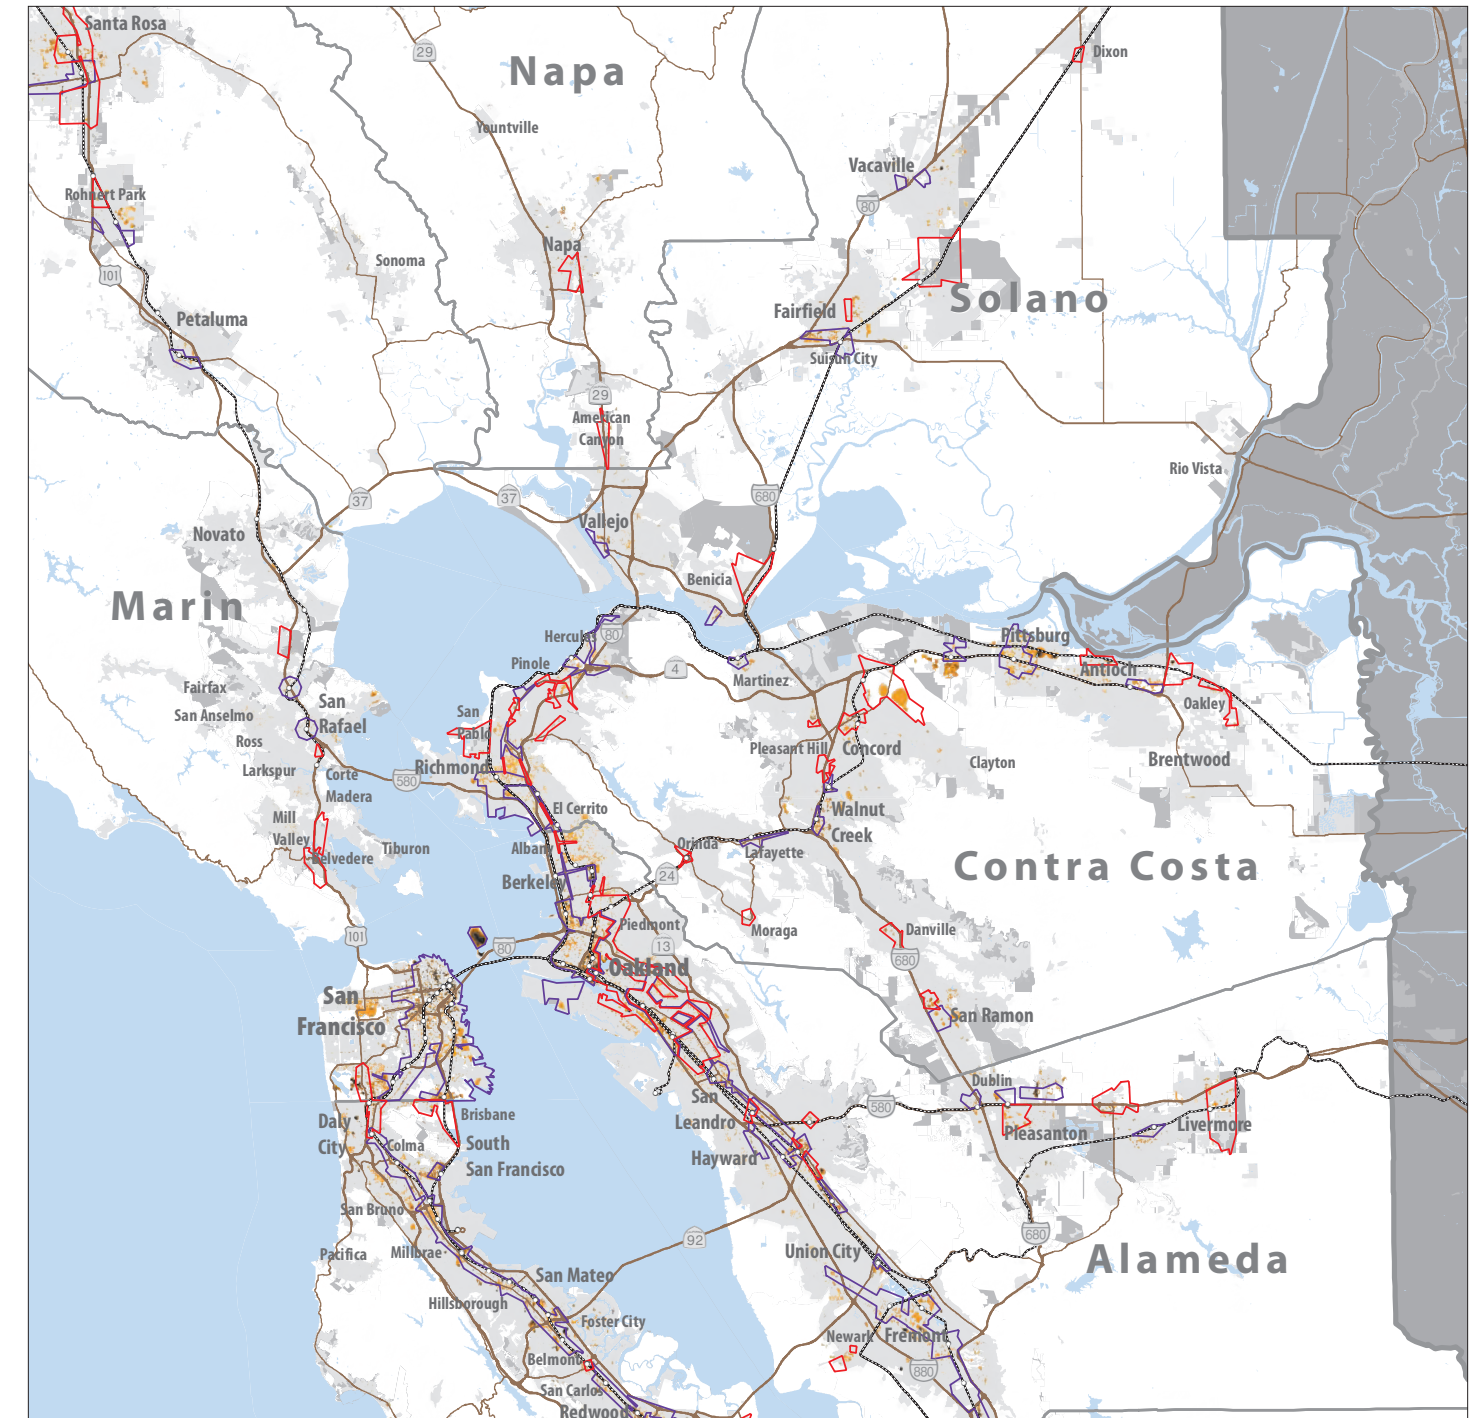 Santa Rosa
29
Napa
Dixon
Yountville
Vacaville
Rohnert Park
80
Napa
Sonoma
101
Solano
Fairfield
Petaluma
Suisun City
29
American
Canyon
Rio Vista
37
37
680
Vallejo
Novato
Benicia
Marin
Hercules
80
Pittsburg
Pinole
4
Martinez
Antioch
Fairfax
San
Rafael
San Anselmo
San
Pablo
Oakley
Ross
Pleasant Hill
Concord
Clayton
Brentwood
Larkspur
Corte
Madera
580
Richmond
El Cerrito
Walnut
Creek
Mill
Valley
Tiburon
Belvedere
Albany
Orinda
Lafayette
Contra Costa
Berkeley
24
Piedmont
Moraga
Danville
101
80
13
680
Oakland
San
Francisco
San Ramon
Dublin
San
Leandro
580
Brisbane
Daly
City
Colma
South
San Francisco
Pleasanton
Livermore
Hayward
San Bruno
92
680
Pacifica
Millbrae
Union City
Alameda
San Mateo
Hillsborough
Foster City
Newark
Fremont
Belmont
880
San Carlos
Redwood